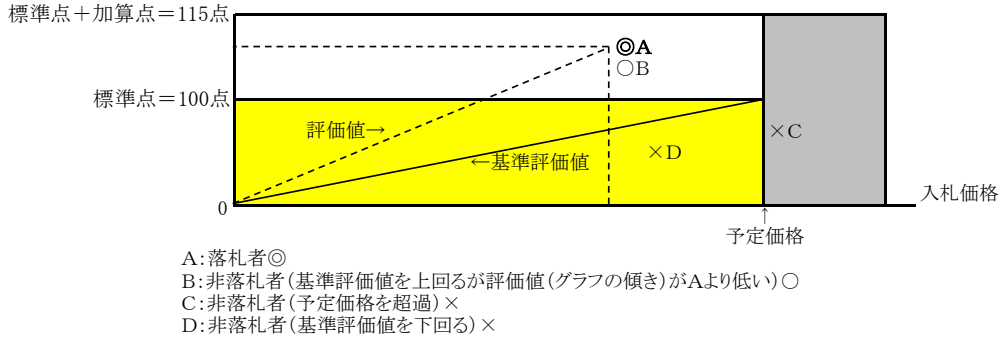 標準点＋加算点＝115点
◎A
○B
標準点＝100点
評価値→
×C
×D
←基準評価値
入札価格
0
↑
予定価格
A：落札者◎
B：非落札者（基準評価値を上回るが評価値（グラフの傾き）がAより低い）○
C：非落札者（予定価格を超過）×
D：非落札者（基準評価値を下回る）×